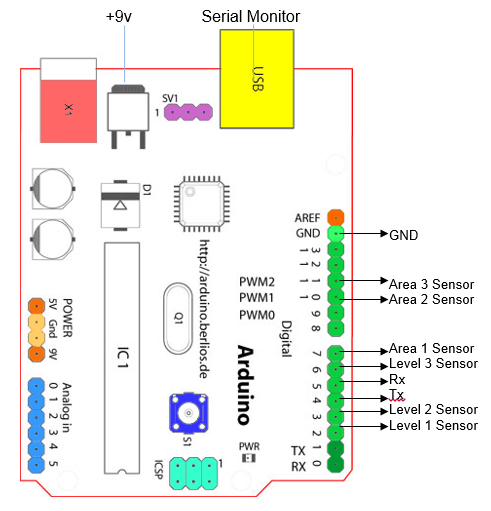 +9v
Serial Monitor
X1
SV1
1
USB
D1
AREF
GND
GND
1 3
1 2
PWM2
1 1
Area 3 Sensor
PWM1
1 0
Area 2 Sensor
PWM0
9
8
http://arduino.berlios.de
Q1
IC1
Digital
Arduino
POWER
5V
Gnd
9V
Analog in
0
1
2
3
4
5
7
Area 1 Sensor
6
Level 3 Sensor
5
Rx
4
Tx
3
Level 2 Sensor
2
Level 1 Sensor
TX
1
RX
0
S1
PWR
ICSP
1